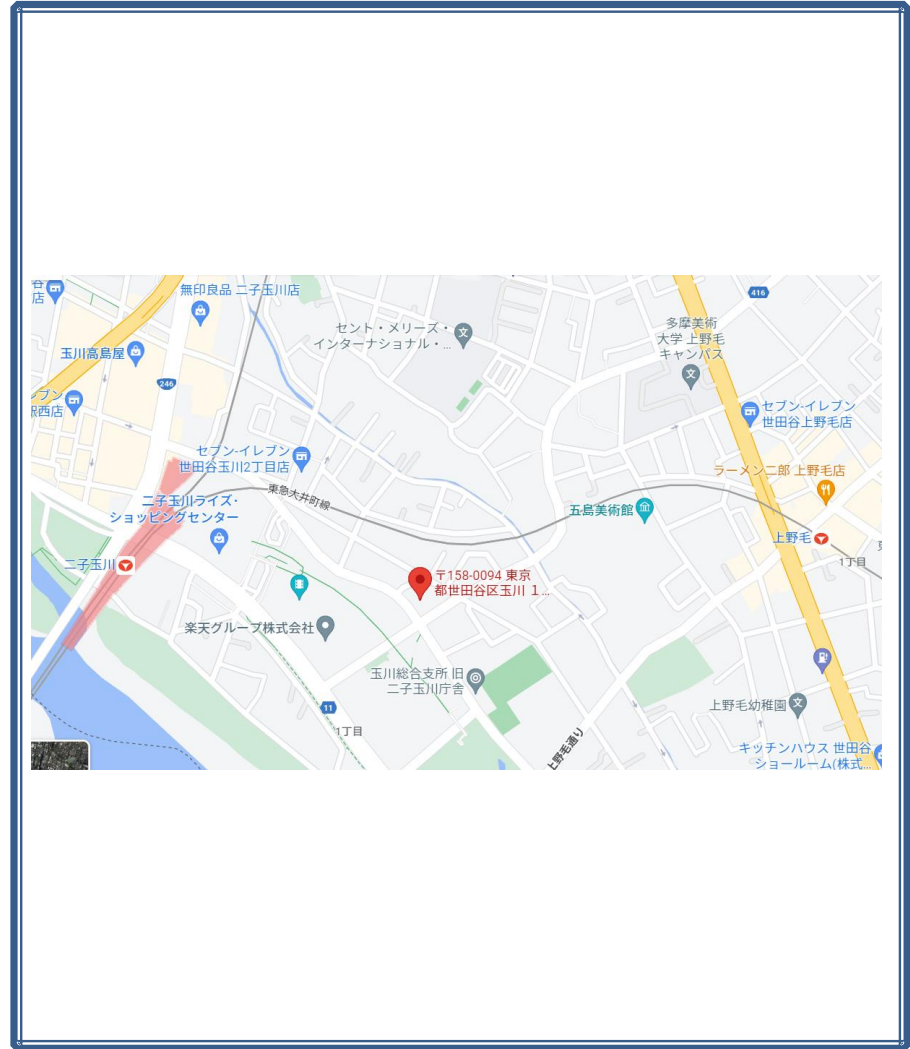 谷
店
無印良品 二子玉川店
416
セント・メリーズ・
インターナショナル・...
多摩美術
大学 上野毛
キャンパス
玉川高島屋
246
レブン
駅西店
セブン-イレブン
世田谷上野毛店
セブン-イレブン
世田谷玉川2丁目店
ラーメン二郎 上野毛店
東急大井町線
二子玉川ライズ・
ショッピングセンター
五島美術館
上野毛
1丁目
二子玉川
〒158-0094 東京
都世田谷区玉川 1...
楽天グループ株式会社
玉川総合支所 旧
二子玉川庁舎
11
1丁目
上野毛幼稚園
上野毛通り
キッチンハウス 世田谷
ショールーム(株式...